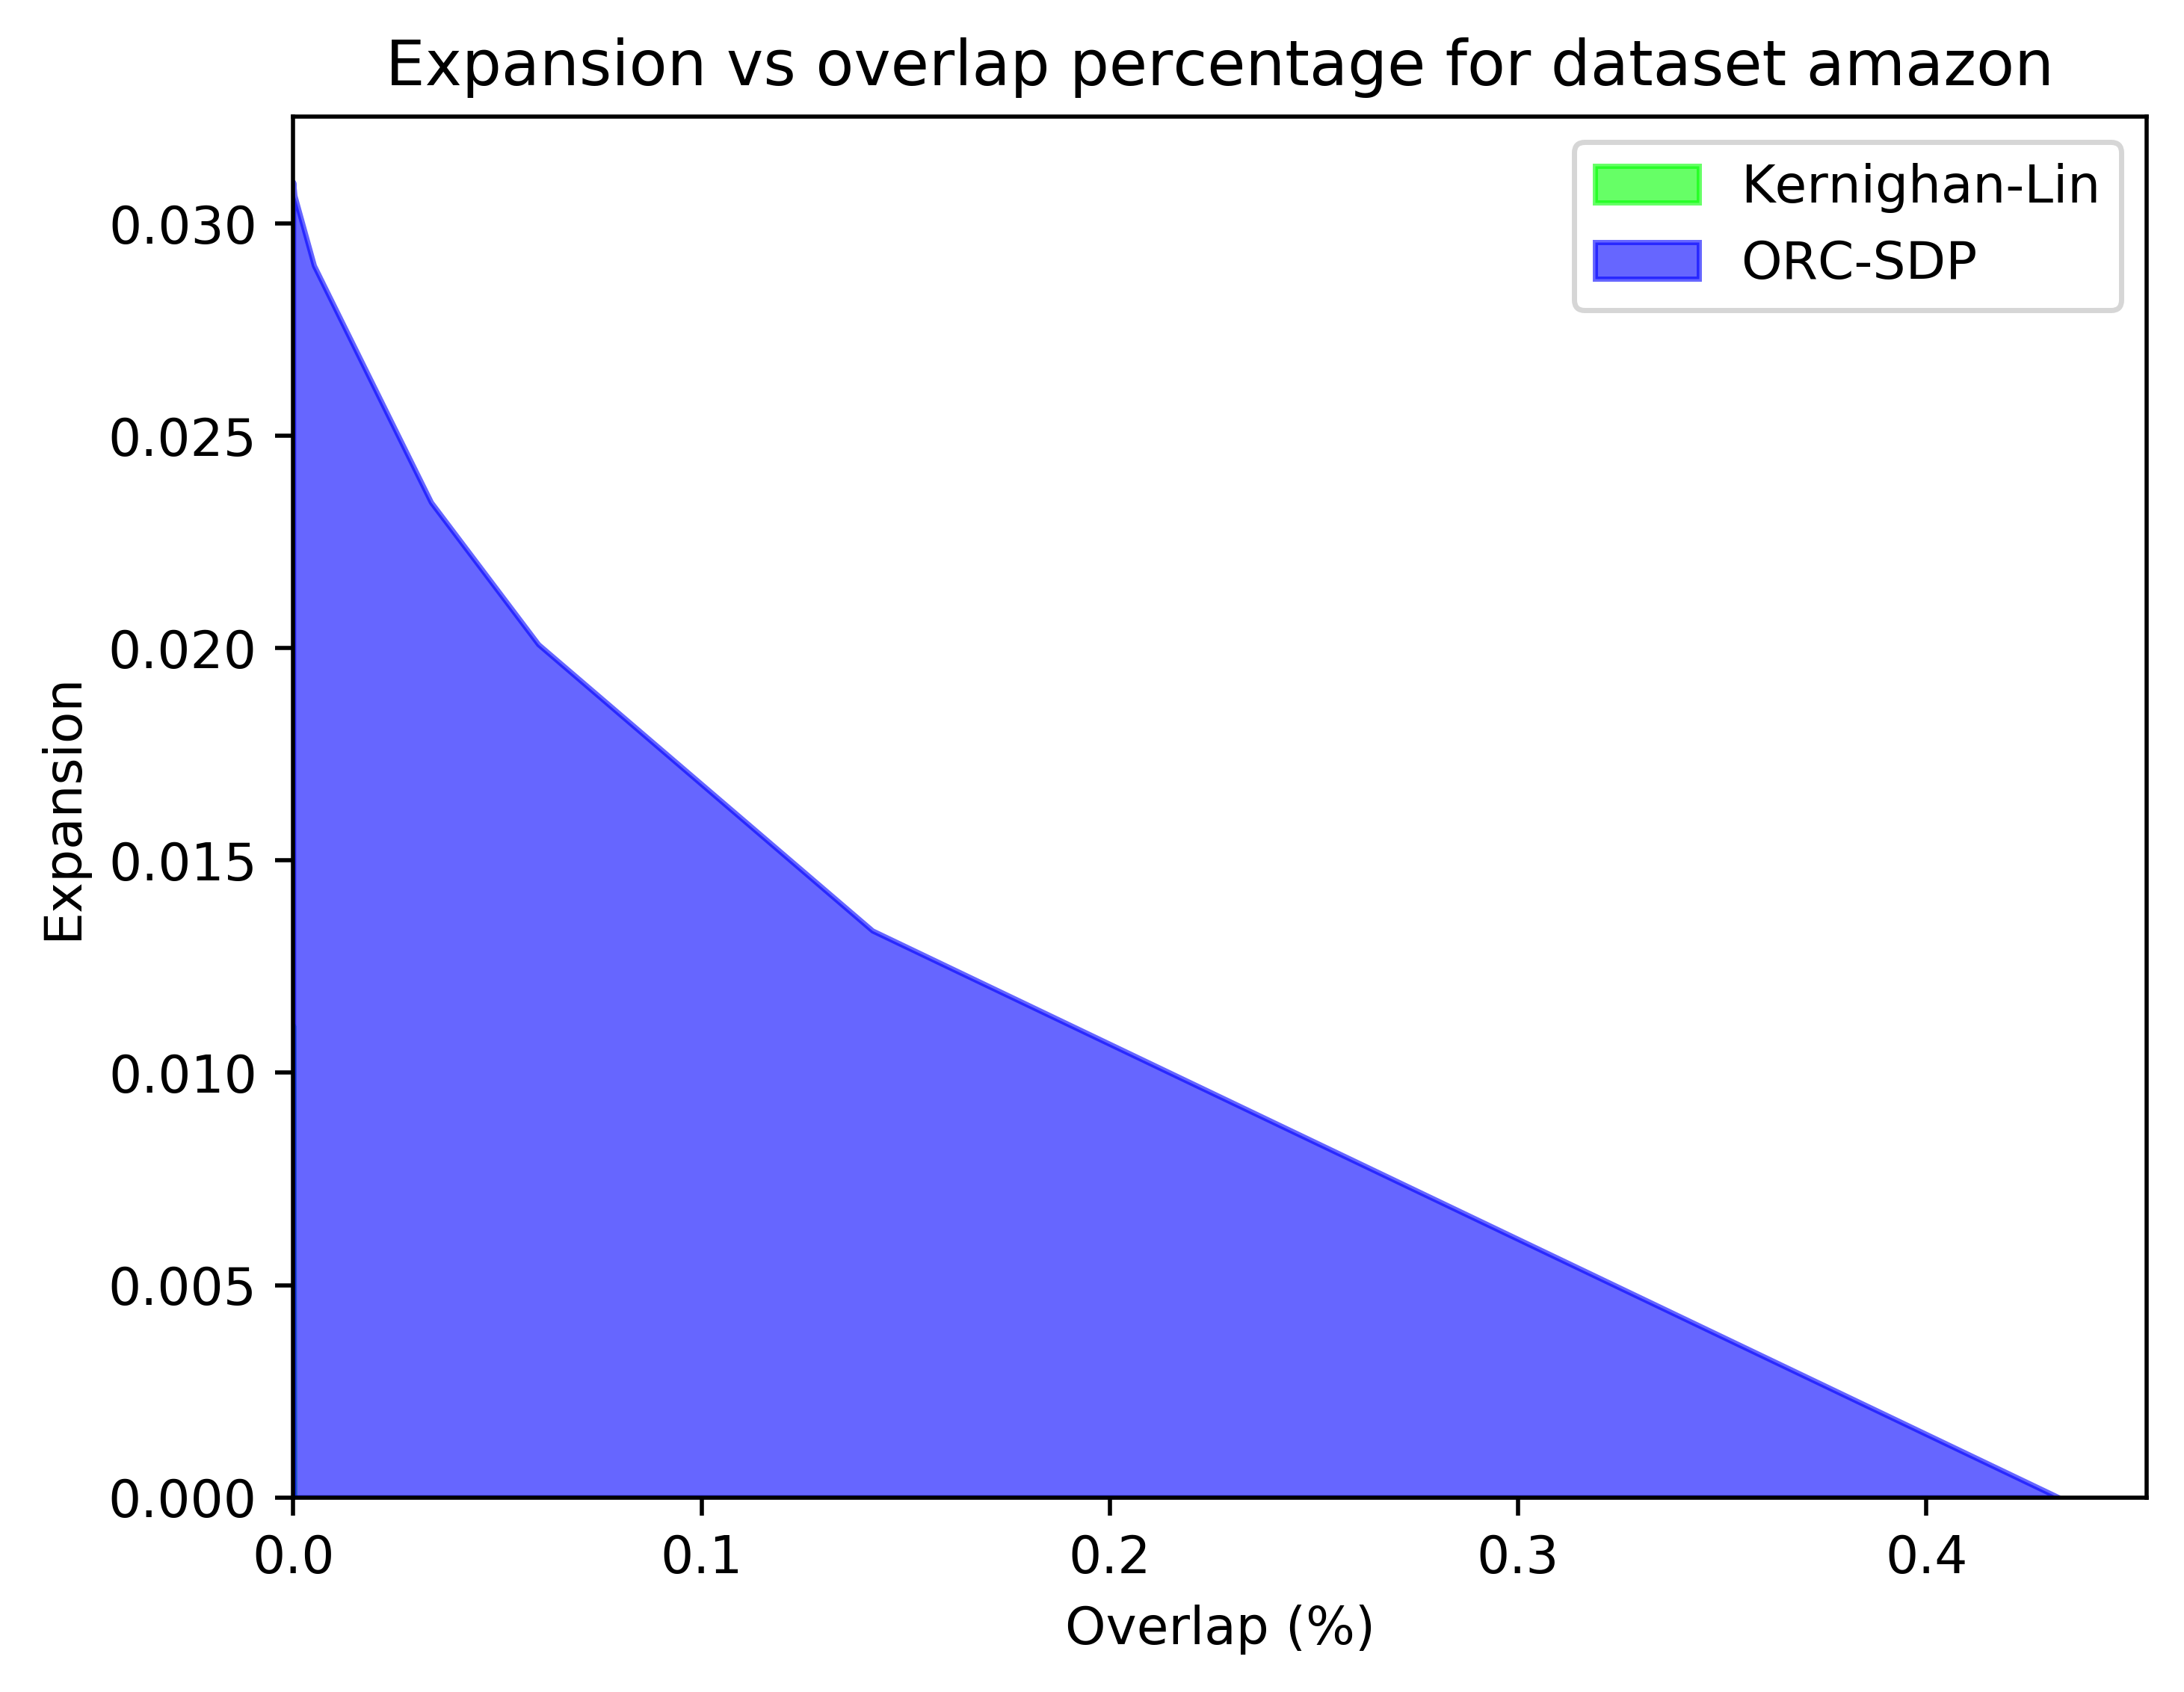 Expansion vs overlap percentage for dataset amazon
Kernighan-Lin
ORC-SDP
0.030
0.025
0.020
0.015
0.010
0.005
0.000
Expansion
0.0 0.1 0.2 0.3 0.4
Overlap (%)